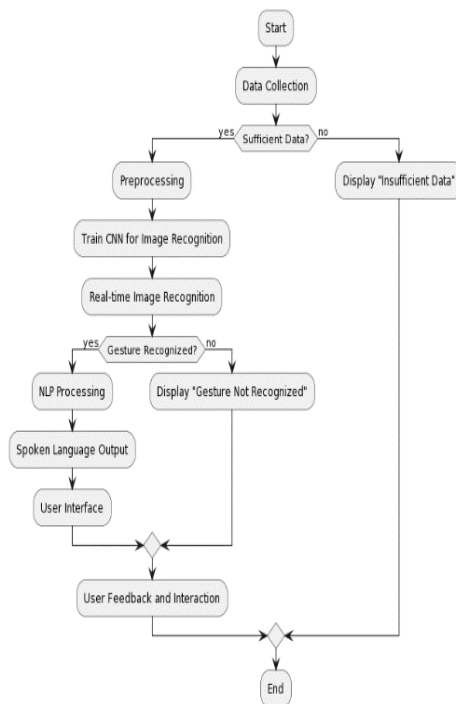 Start
Data Collection
yes
Sufficient Data?
no
Preprocessing
Display "Insufficient Data"
Train CNN for Image Recognition
Real-time Image Recognition
yes
Gesture Recognized?
no
NLP Processing
Display "Gesture Not Recognized"
Spoken Language Output
User Interface
User Feedback and Interaction
End